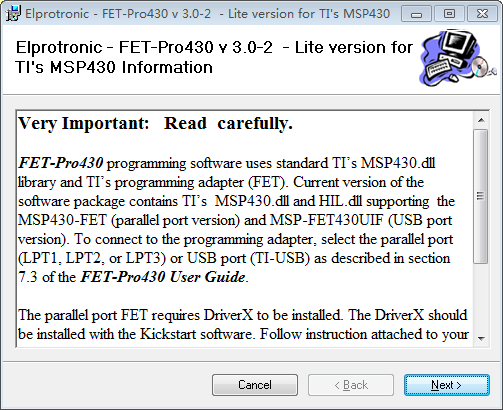 Elprotronic - FET-Pro430 v 3.0-2 - Lite version for TI's MSP430
Elprotronic - FET-Pro430 v 3.0-2 - Lite version for
TI's MSP430 Information
Very Important: Read carefully.
FET-Pro430 programming software uses standard TI's MSP430.dll
library and TI's programming adapter (FET). Current version of the
software package contains TI's MSP430.dll and HIL.dll supporting the
MSP430-FET (parallel port version) and MSP-FET430UIF (USB port
version). To connect to the programming adapter, select the parallel port
(LPT1, LPT2, or LPT3) or USB port (TI-USB) as described in section
7.3 of the FET-Pro430 User Guide.
The parallel port FET requires DriverX to be installed. The DriverX should
be installed with the Kickstart software. Follow instruction attached to your
Cancel
< Back
Next >